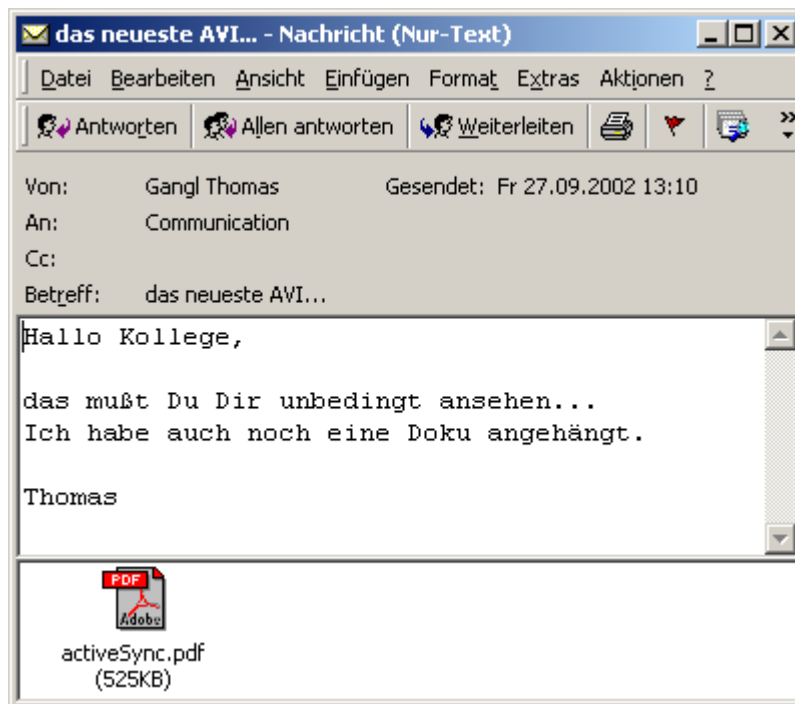 das neueste AVI... - Nachricht (Nur-Text)
Datei Bearbeiten Ansicht Einfügen Format Extras Aktionen ?
Antworten Allen antworten Weiterleiten
Von: Gangl Thomas Gesendet: Fr 27.09.2002 13:10
An: Communication
Cc:
Betreff: das neueste AVI...
Hallo Kollege,
das mußt Du Dir unbedingt ansehen...
Ich habe auch noch eine Doku angehängt.
Thomas
PDF
Adobe
activeSync.pdf
(525KB)